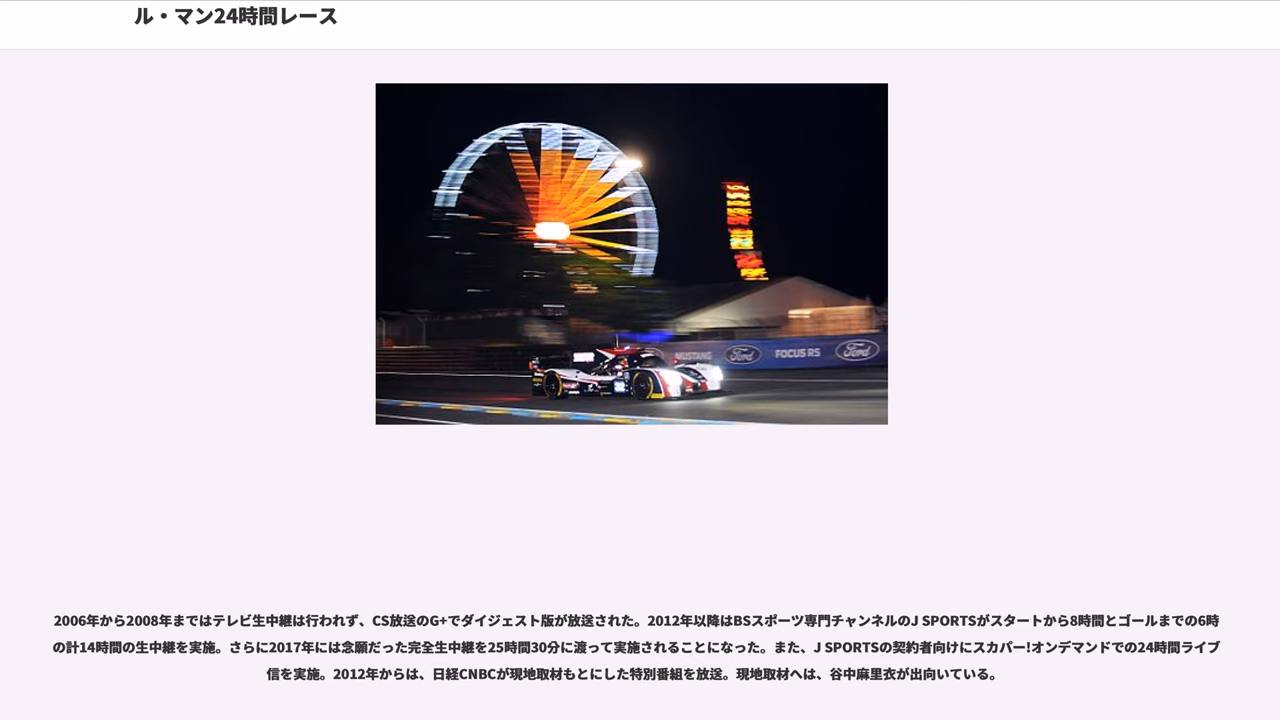 ル・マン24時間レース
MUSTANG Ford FOCUS RS Ford
2006年から2008年まではテレビ生中継は行われず、CS放送のG+でダイジェスト版が放送された。2012年以降はBSスポーツ専門チャンネルのJ SPORTSがスタートから8時間とゴールまでの6時
の計14時間の生中継を実施。さらに2017年には念願だった完全生中継を25時間30分に渡って実施されることになった。また、J SPORTSの契約者向けにスカパー!オンデマンドでの24時間ライブ
信を実施。2012年からは、日経CNBCが現地取材もとにした特別番組を放送。現地取材へは、谷中麻里衣が出向いている。